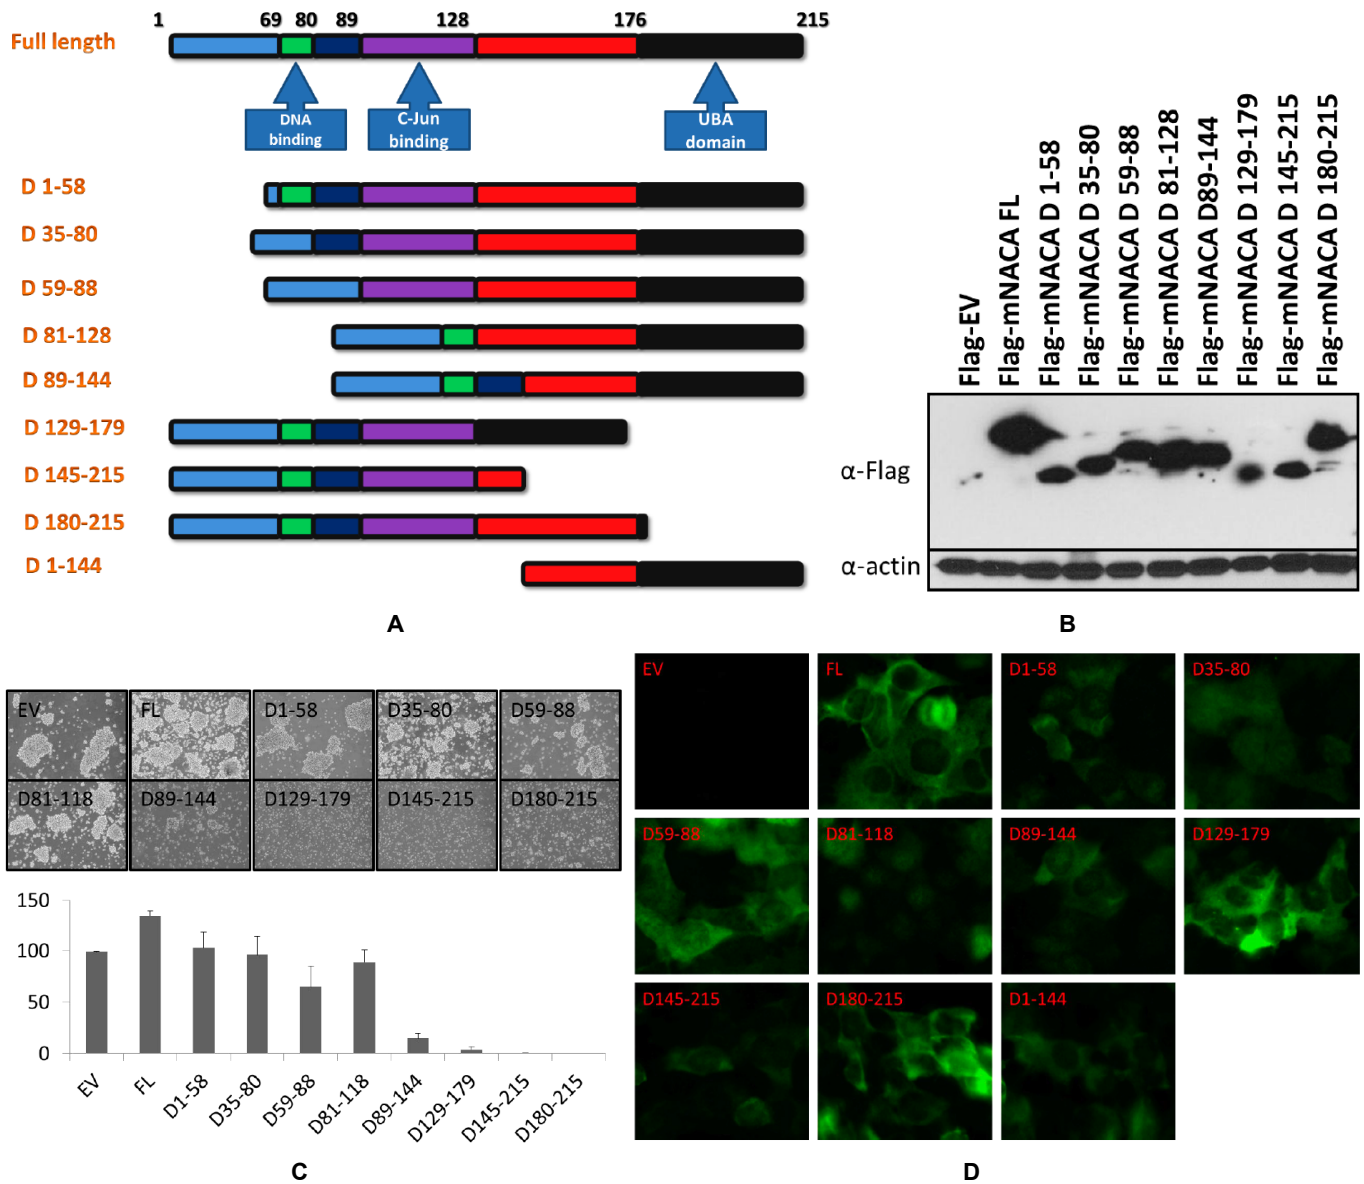 1 69 80 89 128 176 215
Full length
DNA
binding
C-Jun
binding
UBA
domain
D 1-58
D 35-80
D 59-88
D 81-128
D 89-144
D 129-179
D 145-215
D 180-215
D 1-144
A
Flag-EV
Flag-mNACA FL
Flag-mNACA D 1-58
Flag-mNACA D 35-80
Flag-mNACA D 59-88
Flag-mNACA D 81-128
Flag-mNACA D89-144
Flag-mNACA D 129-179
Flag-mNACA D 145-215
Flag-mNACA D 180-215
α-Flag
α-actin
B
EV FL D1-58 D35-80 D59-88
D81-118 D89-144 D129-179 D145-215 D180-215
150
100
50
0
EV
FL
D1-58
D35-80
D59-88
D81-118
D89-144
D129-179
D145-215
D180-215
C
EV FL D1-58 D35-80
D59-88 D81-118 D89-144 D129-179
D145-215 D180-215 D1-144
D